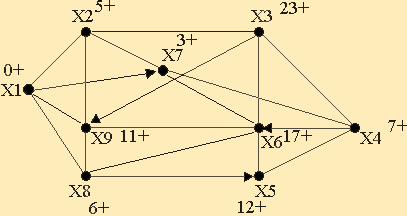 X2 5+
X3 23+
X7 3+
0+
X1
X9 11+
X6 17+
X4 7+
X8
6+
X5
12+